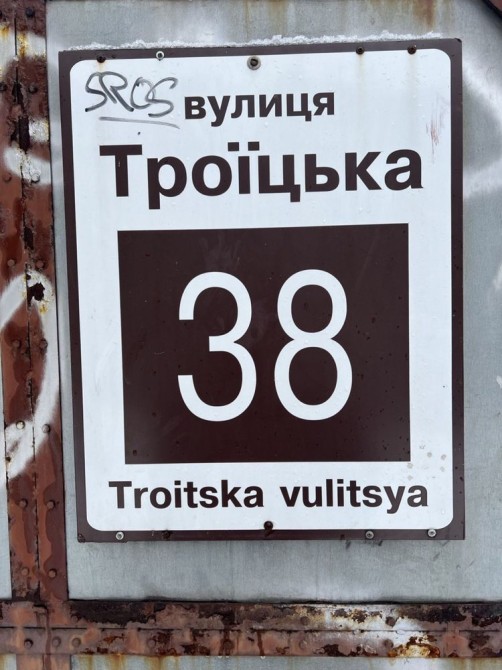 SROS
вулиця
Троїцька
38
Troitska vulitsya